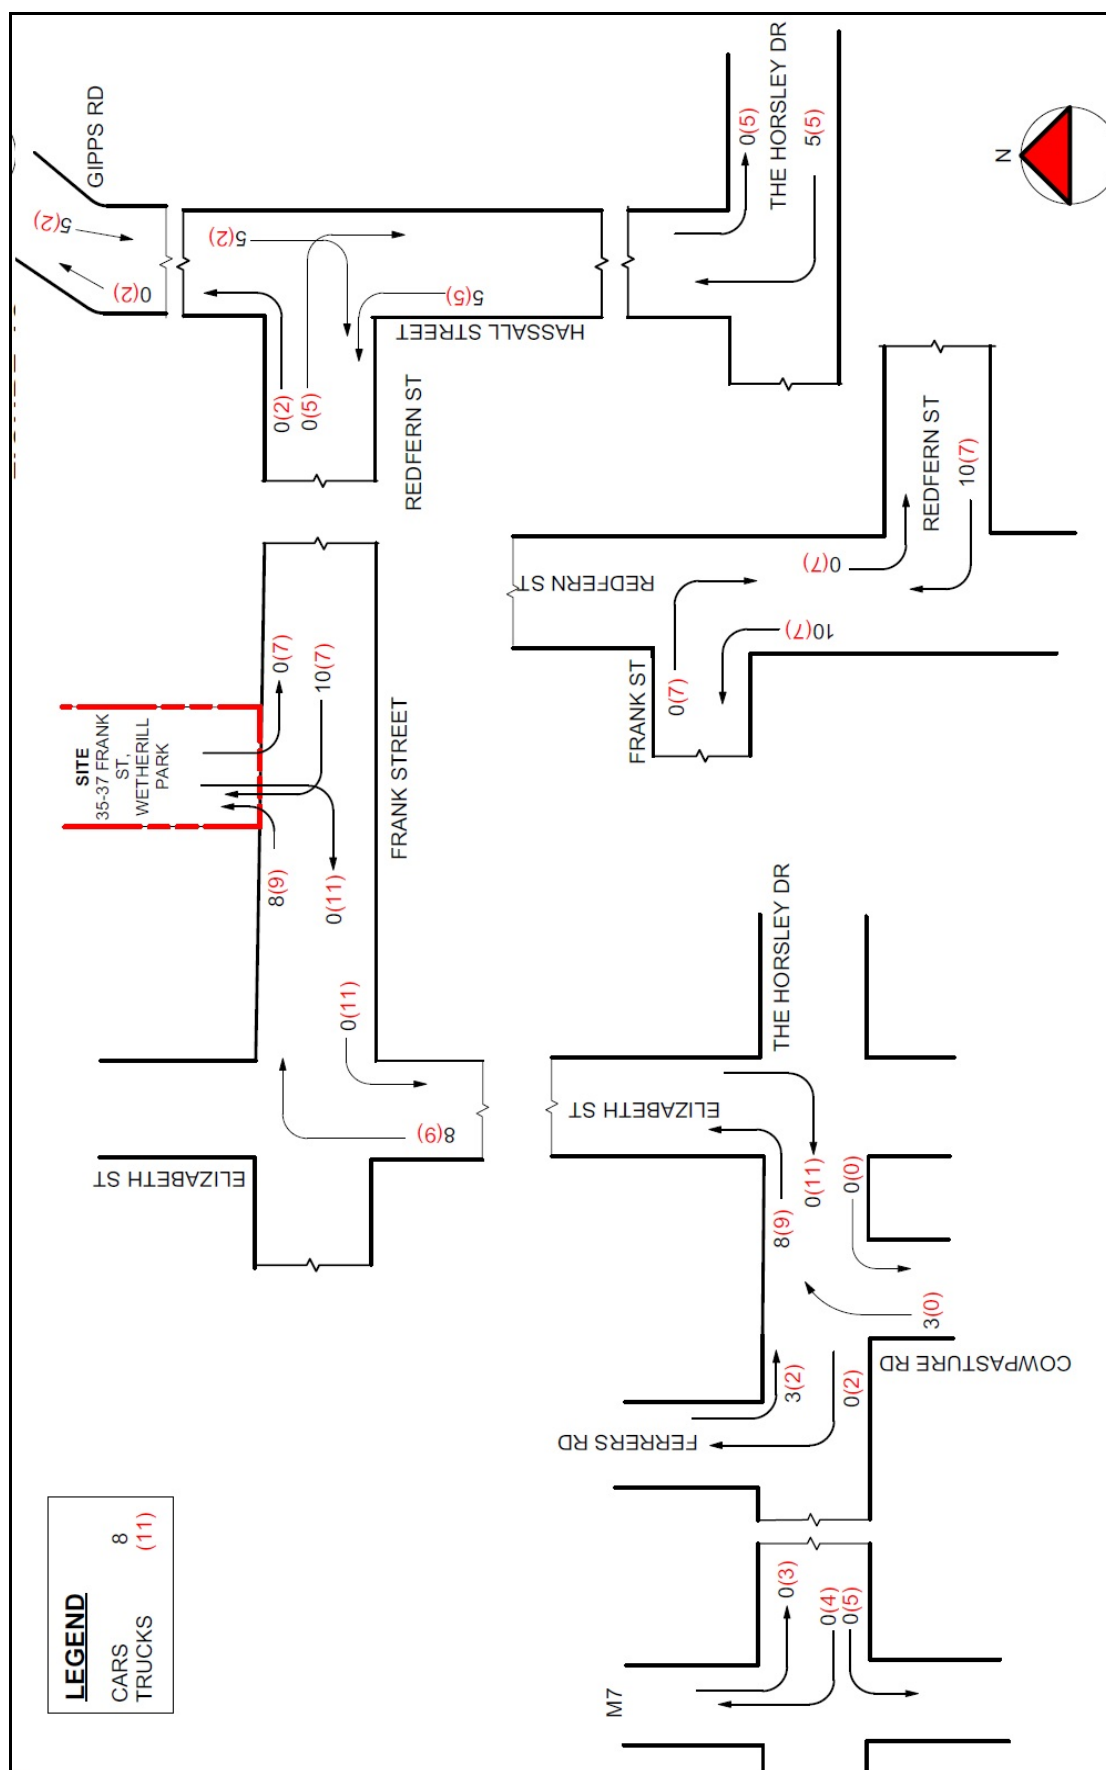 GIPPS RD
5(2)
0(2)
5(2)
0(2)
0(5)
5(5)
HASSALL STREET
REDFERN ST
THE HORSLEY DR
0(5)
5(5)
N
SITE
35-37 FRANK
ST,
WETHERILL
PARK
0(7)
10(7)
8(9)
0(11)
FRANK STREET
0(11)
8(9)
ELIZABETH ST
REDFERN ST
REDFERN ST
10(7)
0(7)
10(7)
0(7)
FRANK ST
THE HORSLEY DR
ELIZABETH ST
8(9)
0(11)
0(0)
3(0)
COWPASTURE RD
3(2)
0(2)
FERRERS RD
0(3)
0(4)
0(5)
M7
LEGEND
CARS 8
TRUCKS (11)